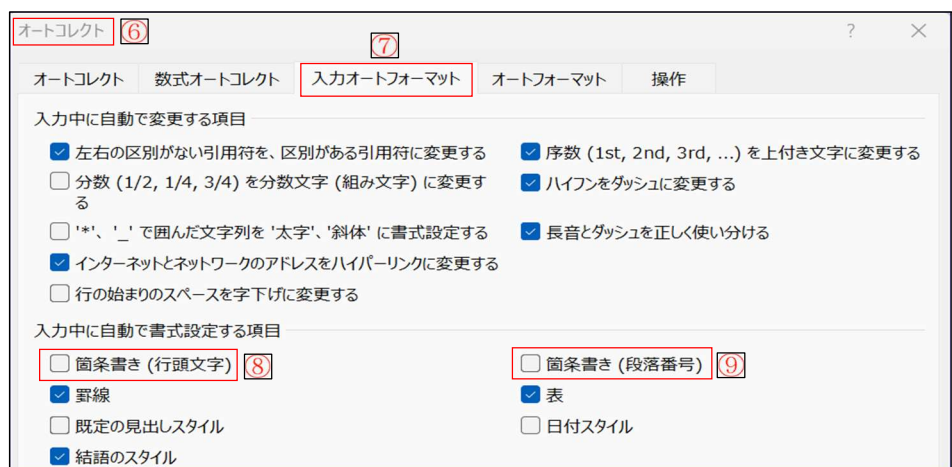 オートコレクト ⑥ ?
⑦
オートコレクト 数式オートコレクト 入力オートフォーマット オートフォーマット 操作
入力中に自動で変更する項目
左右の区別がない引用符を、区別がある引用符に変更する 序数 (1st, 2nd, 3rd, ...) を上付き文字に変更する
分数 (1/2, 1/4, 3/4) を分数文字 (組み文字) に変更す ハイフンをダッシュに変更する
る
'*'、'_' で囲んだ文字列を '太字'、'斜体' に書式設定する 長音とダッシュを正しく使い分ける
インターネットとネットワークのアドレスをハイパーリンクに変更する
行の始まりのスペースを字下げに変更する
入力中に自動で書式設定する項目
箇条書き (行頭文字) ⑧ 箇条書き (段落番号) ⑨
罫線 表
既定の見出しスタイル 日付スタイル
結語のスタイル